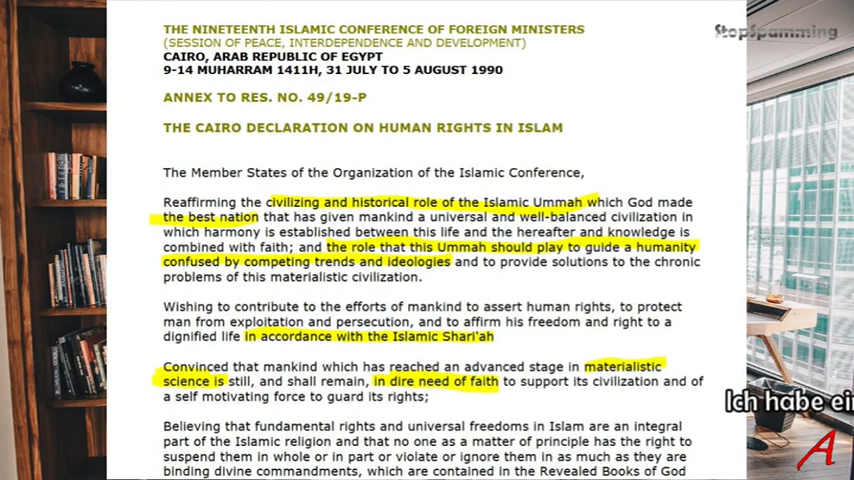 THE NINETEENTH ISLAMIC CONFERENCE OF FOREIGN MINISTERS
(SESSION OF PEACE, INTERDEPENDENCE AND DEVELOPMENT)
CAIRO, ARAB REPUBLIC OF EGYPT
9-14 MUHARRAM 1411H, 31 JULY TO 5 AUGUST 1990
ANNEX TO RES. NO. 49/19-P
THE CAIRO DECLARATION ON HUMAN RIGHTS IN ISLAM
The Member States of the Organization of the Islamic Conference,
Reaffirming the civilizing and historical role of the Islamic Ummah which God made
the best nation that has given mankind a universal and well-balanced civilization in
which harmony is established between this life and the hereafter and knowledge is
combined with faith; and the role that this Ummah should play to guide a humanity
confused by competing trends and ideologies and to provide solutions to the chronic
problems of this materialistic civilization.
Wishing to contribute to the efforts of mankind to assert human rights, to protect
man from exploitation and persecution, and to affirm his freedom and right to a
dignified life in accordance with the Islamic Shari'ah
Convinced that mankind which has reached an advanced stage in materialistic
science is still, and shall remain, in dire need of faith to support its civilization and of
a self motivating force to guard its rights;
Believing that fundamental rights and universal freedoms in Islam are an integral
part of the Islamic religion and that no one as a matter of principle has the right to
suspend them in whole or in part or violate or ignore them in as much as they are
binding divine commandments, which are contained in the Revealed Books of God
StopSpamming
Ich habe ein
A